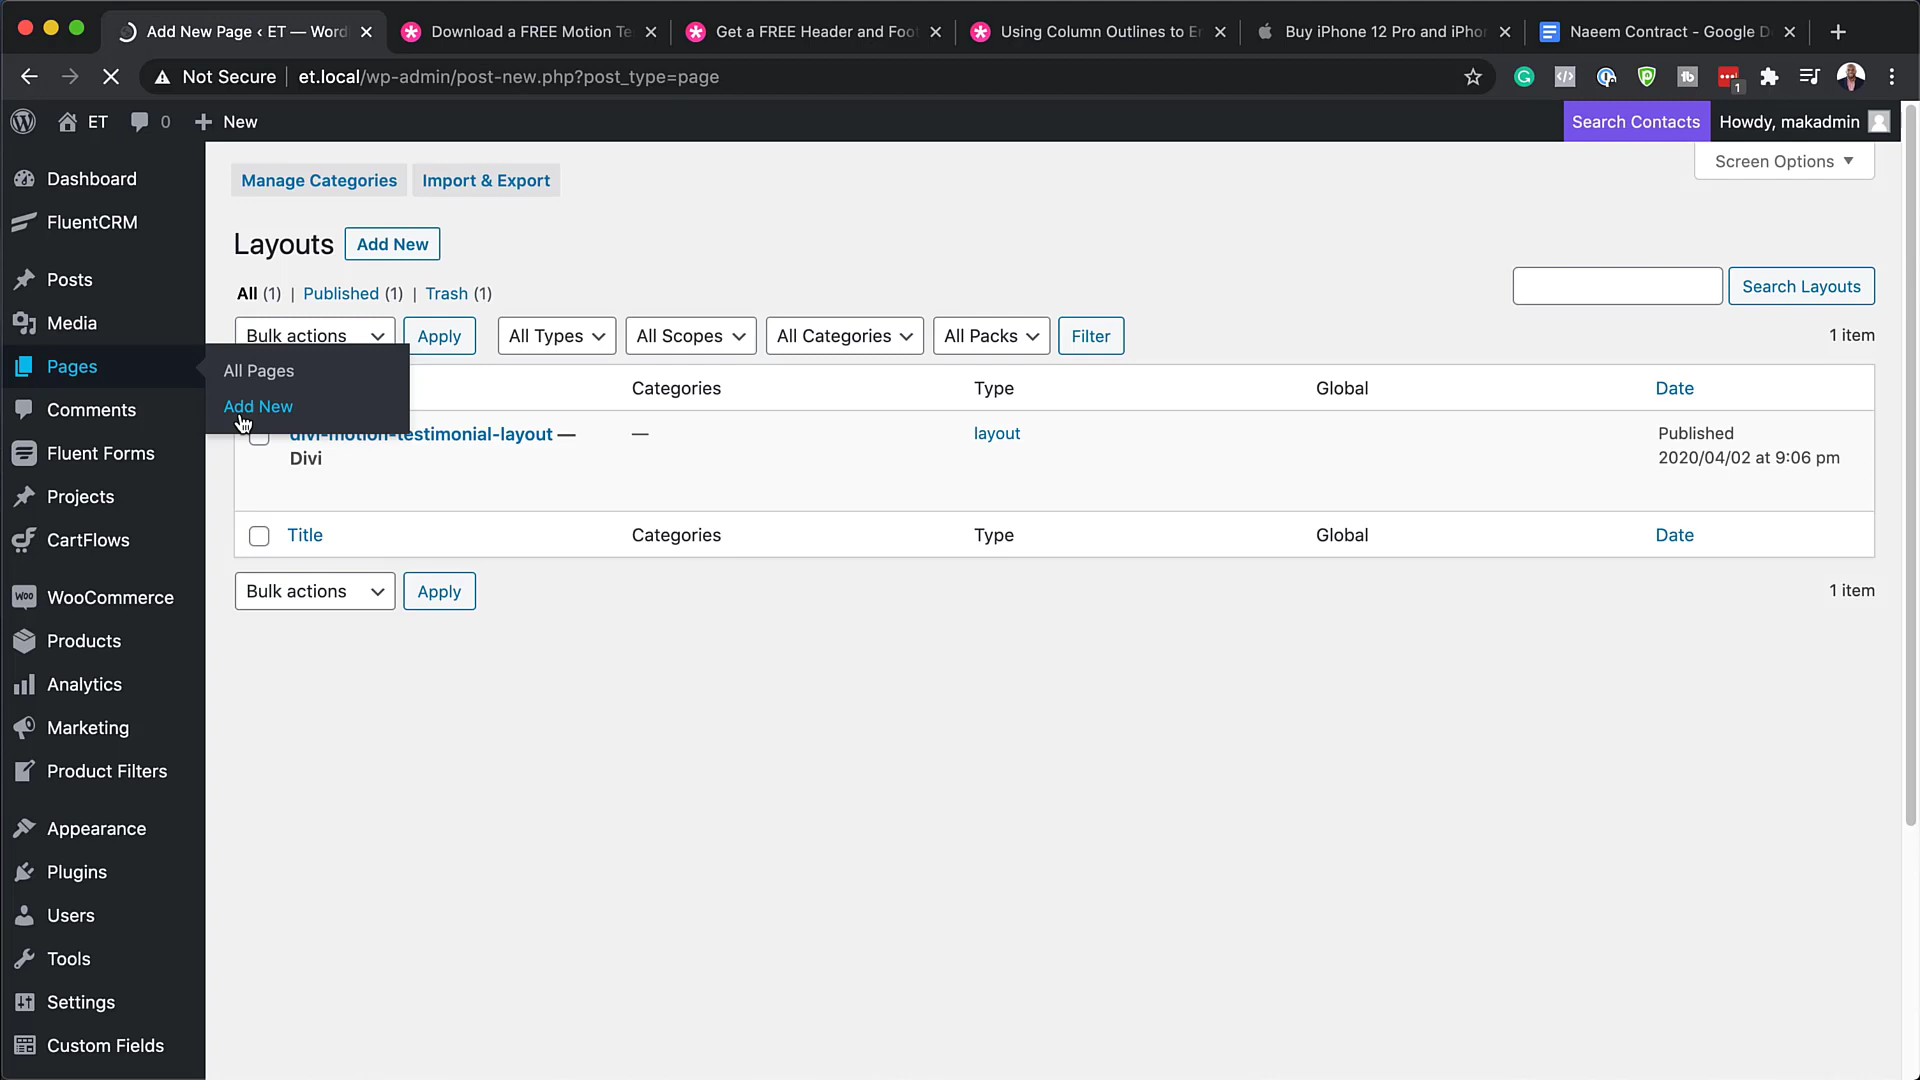 Add New Page ‹ ET — Word
Download a FREE Motion Te
Get a FREE Header and Foo
Using Column Outlines to E
Buy iPhone 12 Pro and iPho
Naeem Contract - Google D
Not Secure
et.local/wp-admin/post-new.php?post_type=page
1
ET
0
New
Search Contacts
Howdy, makadmin
Dashboard
FluentCRM
Posts
Media
Pages
Comments
Fluent Forms
Projects
CartFlows
WooCommerce
Products
Analytics
Marketing
Product Filters
Appearance
Plugins
Users
Tools
Settings
Custom Fields
All Pages
Add New
Manage Categories
Import & Export
Screen Options
Layouts
Add New
All (1) | Published (1) | Trash (1)
Search Layouts
Bulk actions
Apply
All Types
All Scopes
All Categories
All Packs
Filter
1 item
Categories
Type
Global
Date
divi-motion-testimonial-layout —
Divi
—
layout
Published
2020/04/02 at 9:06 pm
Title
Categories
Type
Global
Date
Bulk actions
Apply
1 item